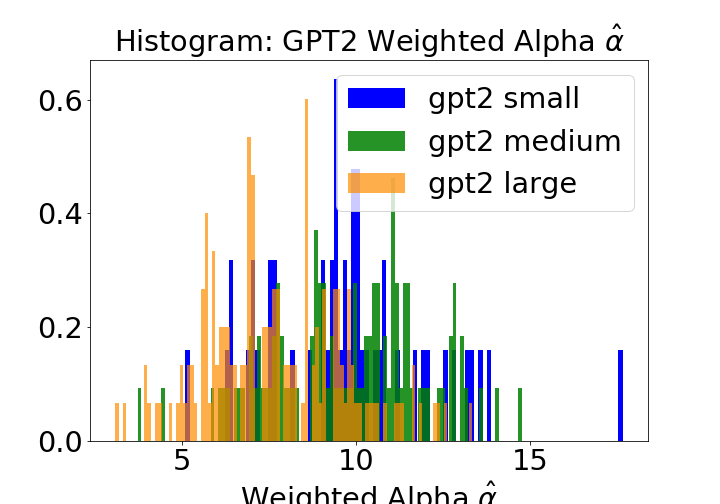 Histogram: GPT2 Weighted Alpha α̂
0.6
0.4
0.2
0.0
gpt2 small
gpt2 medium
gpt2 large
5 10 15
Weighted Alpha α̂